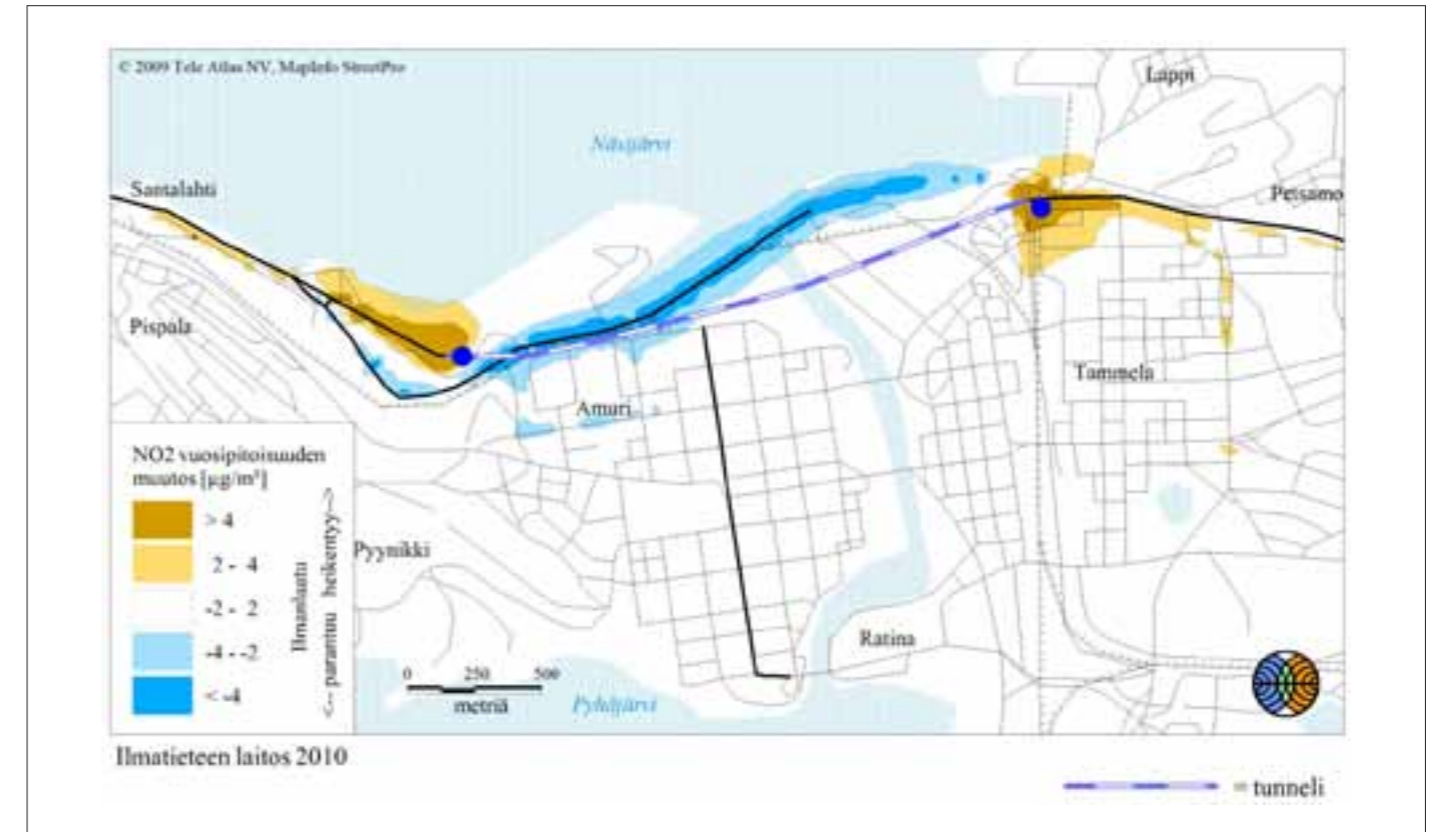 © 2009 Tele Atlas NV, MapInfo StreetPro
Lappi
Näsijärvi
Santalahti
Petsamo
Pispala
Tammela
Amuri
NO2 vuosipitoisuuden
muutos [µg/m³]
> 4
2 - 4
-2 - 2
-4 - -2
< -4
Ilmanlaatu
<-- parantuu heikentyy-->
Pyynikki
Ratina
0 250 500
metriä
Pyhäjärvi
Ilmatieteen laitos 2010
= tunneli